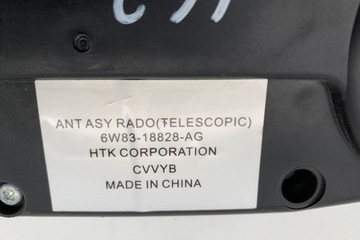 ANT ASY RADO(TELESCOPIC)
6W83-18828-AG
HTK CORPORATION
CVVYB
MADE IN CHINA